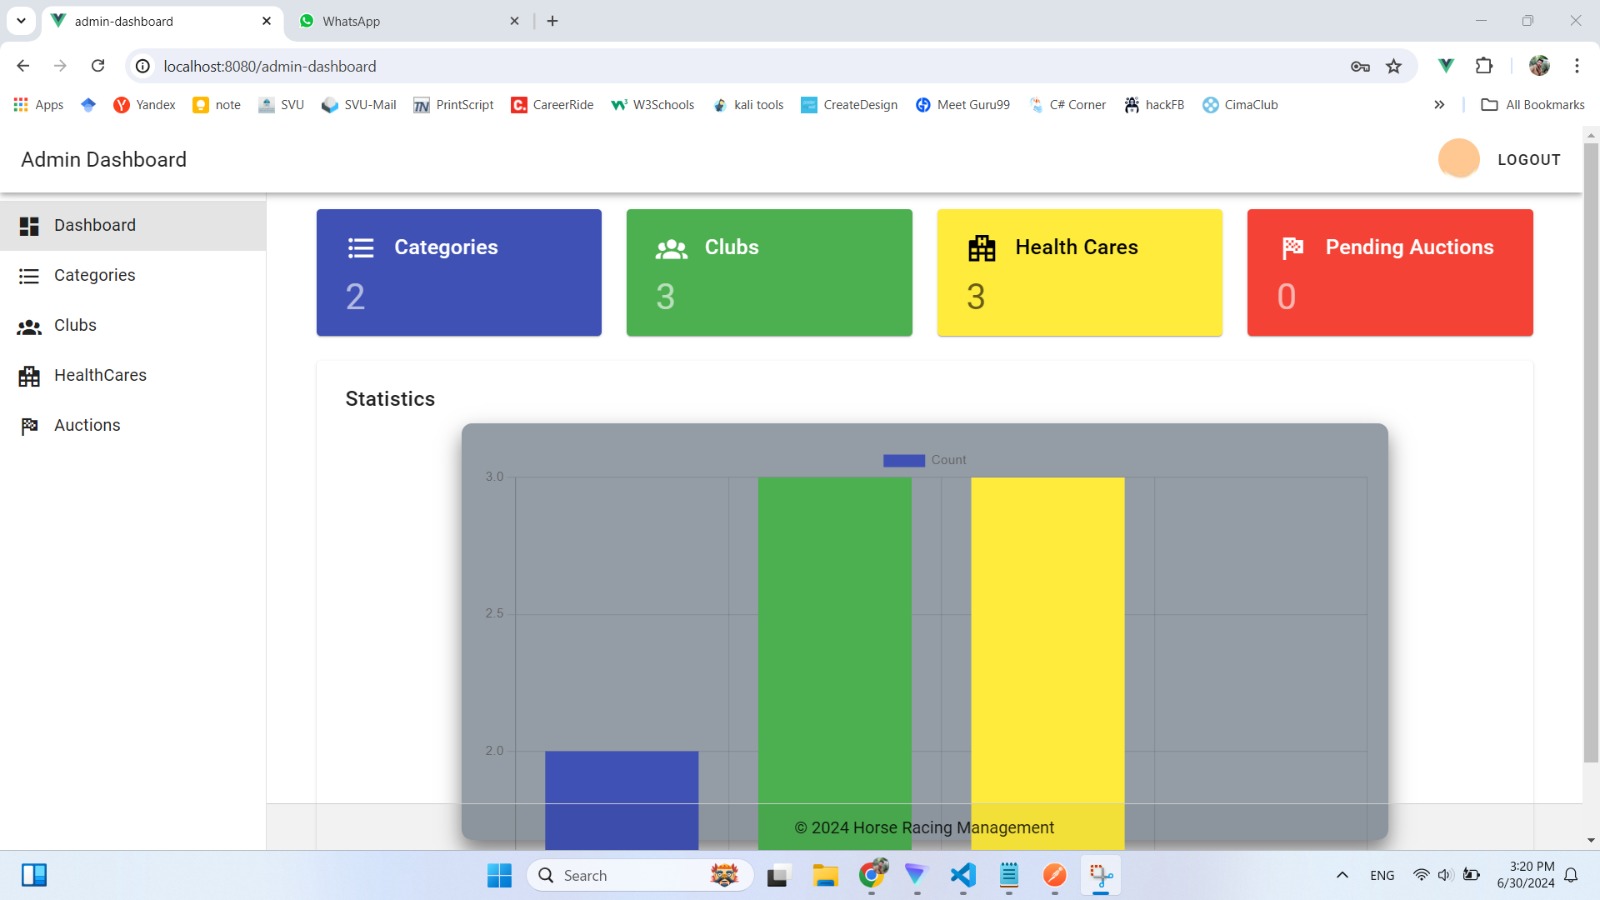 admin-dashboard
WhatsApp
localhost:8080/admin-dashboard
Apps
Yandex
note
SVU
SVU-Mail
PrintScript
CareerRide
W3Schools
kali tools
CreateDesign
Meet Guru99
C# Corner
hackFB
CimaClub
All Bookmarks
Admin Dashboard
LOGOUT
Dashboard
Categories
Clubs
HealthCares
Auctions
Categories
2
Clubs
3
Health Cares
3
Pending Auctions
0
Statistics
Count
3.0
2.5
2.0
© 2024 Horse Racing Management
Search
ENG
3:20 PM
6/30/2024